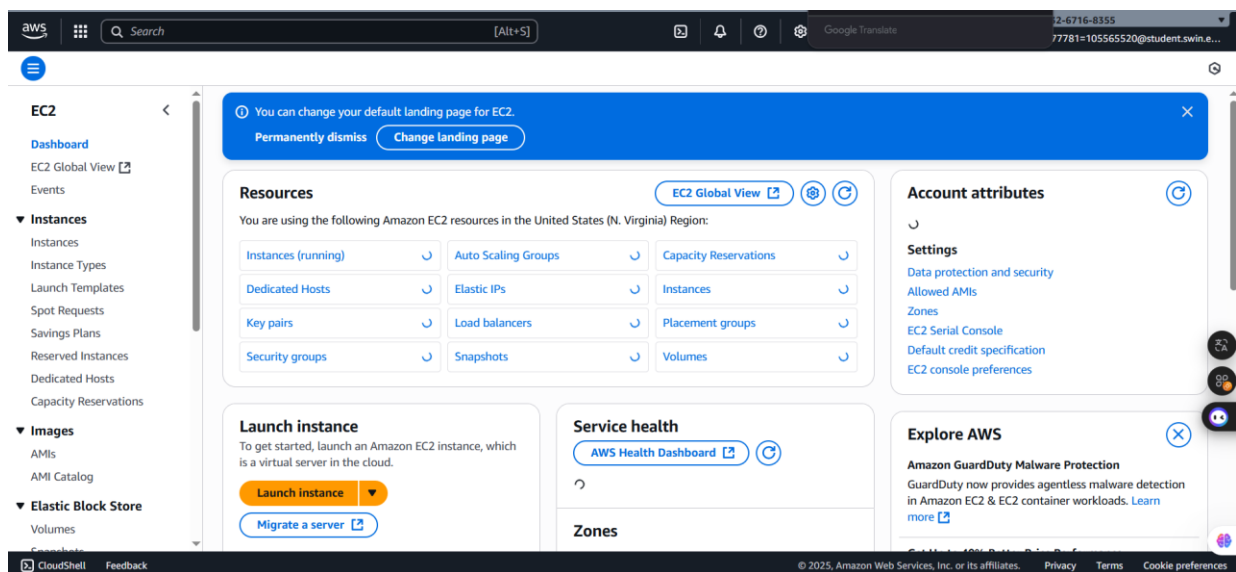 aws
Search [Alt+S]
Google Translate
2-6716-8355
77781=105565520@student.swin.e...
EC2
Dashboard
EC2 Global View
Events
Instances
Instances
Instance Types
Launch Templates
Spot Requests
Savings Plans
Reserved Instances
Dedicated Hosts
Capacity Reservations
Images
AMIs
AMI Catalog
Elastic Block Store
Volumes
Snapshots
You can change your default landing page for EC2.
Permanently dismiss Change landing page
Resources
EC2 Global View
You are using the following Amazon EC2 resources in the United States (N. Virginia) Region:
Instances (running) Auto Scaling Groups Capacity Reservations
Dedicated Hosts Elastic IPs Instances
Key pairs Load balancers Placement groups
Security groups Snapshots Volumes
Launch instance
To get started, launch an Amazon EC2 instance, which
is a virtual server in the cloud.
Launch instance
Migrate a server
Service health
AWS Health Dashboard
Zones
Account attributes
Settings
Data protection and security
Allowed AMIs
Zones
EC2 Serial Console
Default credit specification
EC2 console preferences
Explore AWS
Amazon GuardDuty Malware Protection
GuardDuty now provides agentless malware detection
in Amazon EC2 & EC2 container workloads. Learn
more
CloudShell Feedback
© 2025, Amazon Web Services, Inc. or its affiliates. Privacy Terms Cookie preferences